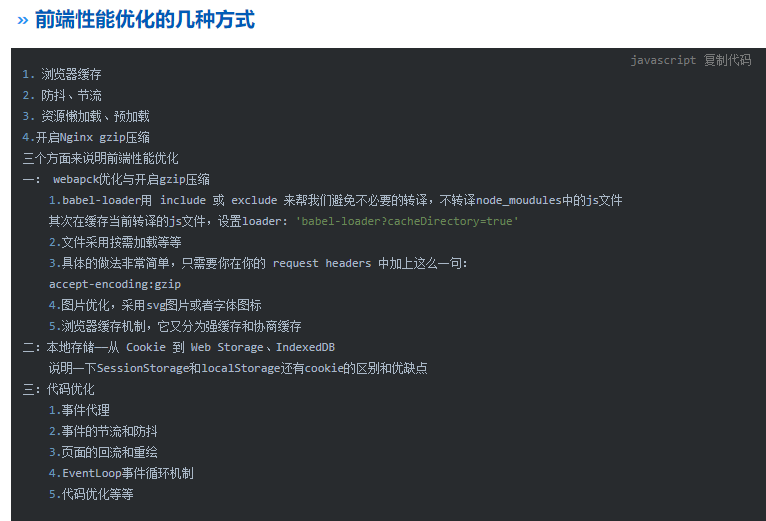 » 前端性能优化的几种方式
javascript 复制代码
1. 浏览器缓存
2. 防抖、节流
3. 资源懒加载、预加载
4.开启Nginx gzip压缩
三个方面来说明前端性能优化
一： webapck优化与开启gzip压缩
1.babel-loader用 include 或 exclude 来帮我们避免不必要的转译，不转译node_moudules中的js文件
其次在缓存当前转译的js文件，设置loader: 'babel-loader?cacheDirectory=true'
2.文件采用按需加载等等
3.具体的做法非常简单，只需要你在你的 request headers 中加上这么一句：
accept-encoding:gzip
4.图片优化，采用svg图片或者字体图标
5.浏览器缓存机制，它又分为强缓存和协商缓存
二：本地存储——从 Cookie 到 Web Storage、IndexedDB
说明一下SessionStorage和localStorage还有cookie的区别和优缺点
三：代码优化
1.事件代理
2.事件的节流和防抖
3.页面的回流和重绘
4.EventLoop事件循环机制
5.代码优化等等